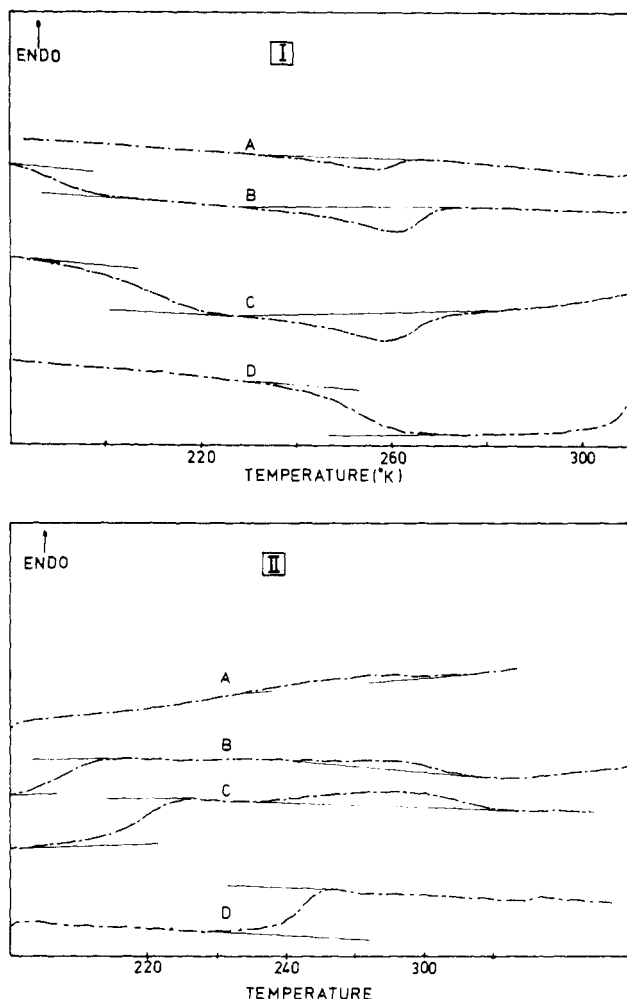 ENDO
I
A
B
C
D
220 260 300
TEMPERATURE(°K)
ENDO
II
A
B
C
D
220 240 300
TEMPERATURE